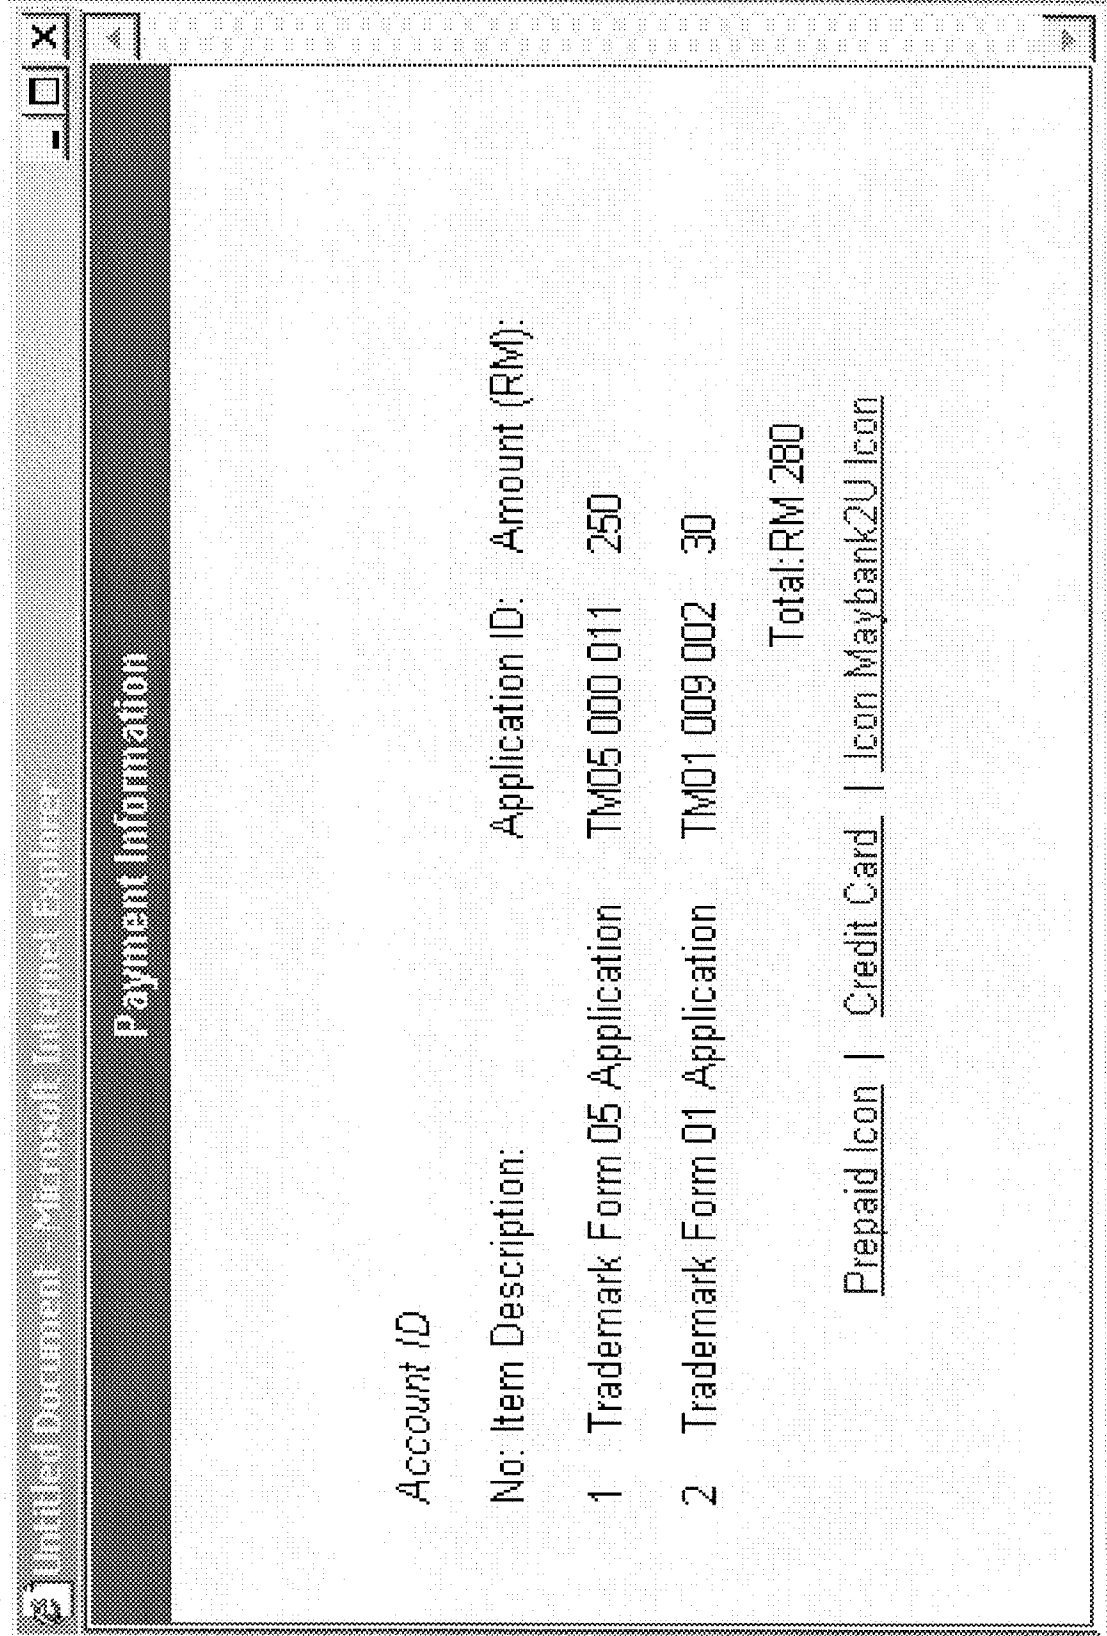 Untitled Document - Microsoft Internet Explorer
Payment Information
Account ID
No: Item Description: Application ID: Amount (RM):
1 Trademark Form 05 Application TM05 000 011 250
2 Trademark Form 01 Application TM01 009 002 30
Total:RM 280
Prepaid Icon | Credit Card | Icon Maybank2U Icon